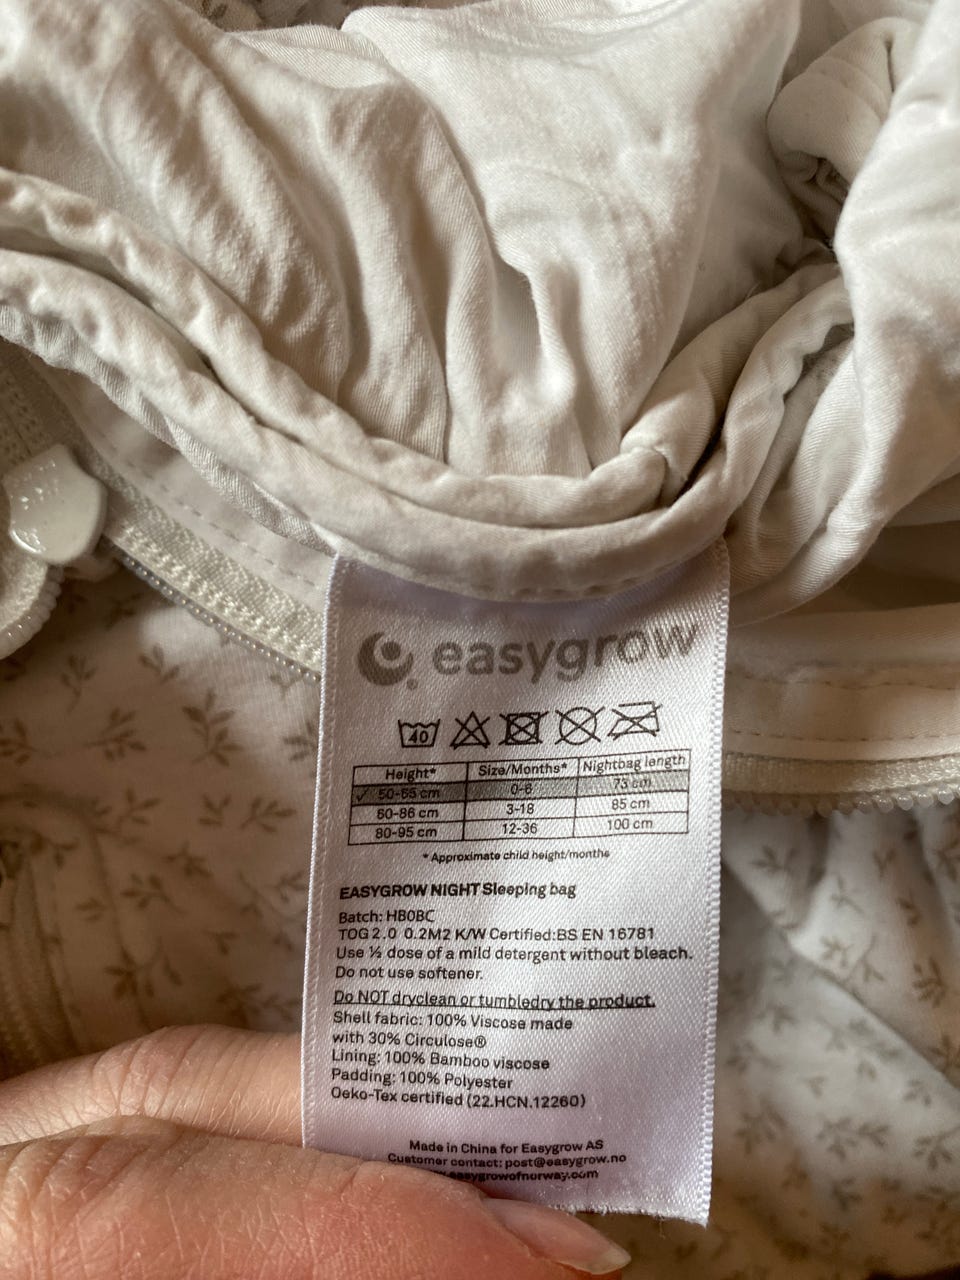 easygrow
40
Height* Size/Months* Nightbag length
✓ 50-65 cm 0-6 73 cm
60-86 cm 3-18 85 cm
80-95 cm 12-36 100 cm
* Approximate child height/months
EASYGROW NIGHT Sleeping bag
Batch: HB0BC
TOG 2.0 0.2M2 K/W Certified:BS EN 16781
Use ½ dose of a mild detergent without bleach.
Do not use softener.
Do NOT dryclean or tumbledry the product.
Shell fabric: 100% Viscose made
with 30% Circulose®
Lining: 100% Bamboo viscose
Padding: 100% Polyester
Oeko-Tex certified (22.HCN.12260)
Made in China for Easygrow AS
Customer contact: post@easygrow.no
easygrowofnorway.com